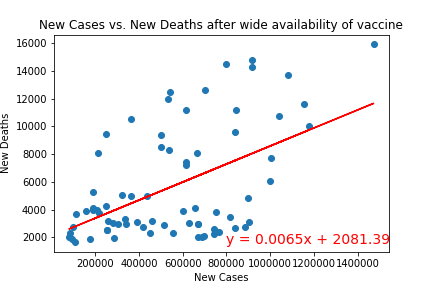 New Cases vs. New Deaths after wide availability of vaccine
New Deaths
16000
14000
12000
10000
8000
6000
4000
2000
y = 0.0065x + 2081.39
200000 400000 600000 800000 1000000 1200000 1400000
New Cases